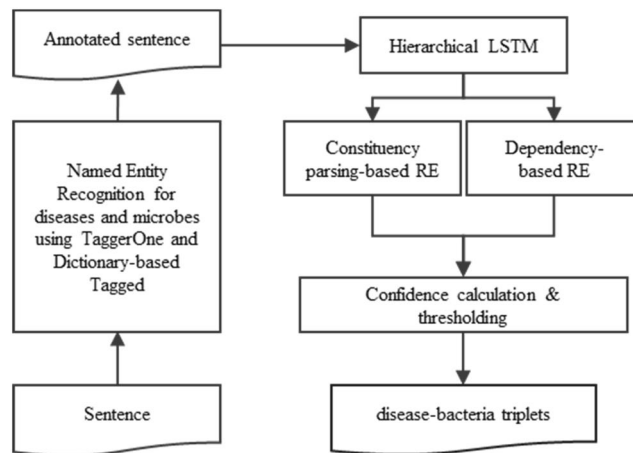 Annotated sentence
Hierarchical LSTM
Named Entity
Recognition for
diseases and microbes
using TaggerOne and
Dictionary-based
Tagged
Constituency
parsing-based RE
Dependency-
based RE
Confidence calculation &
thresholding
Sentence
disease-bacteria triplets